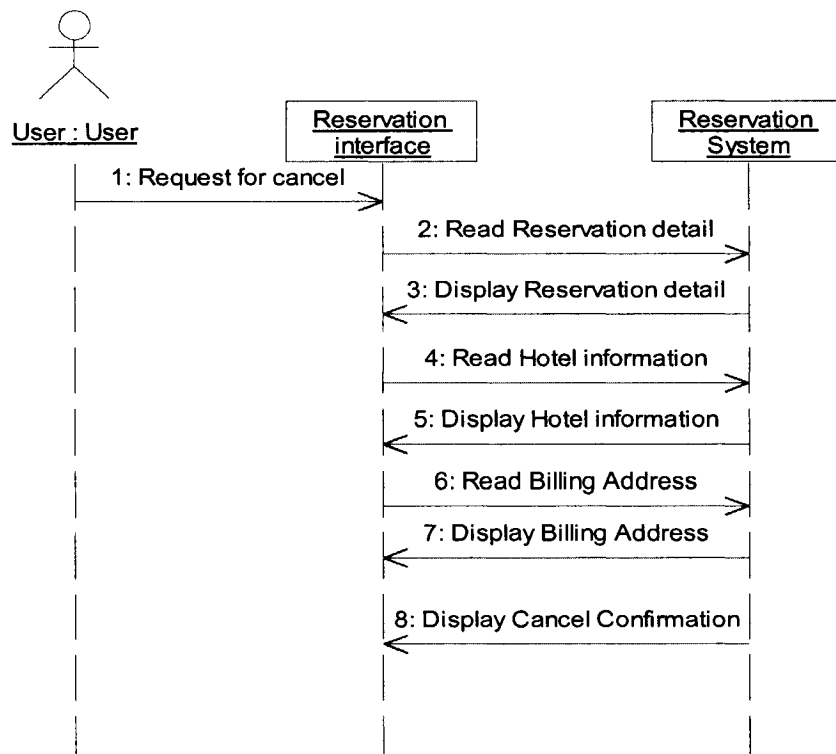 User : User
Reservation
interface
Reservation
System
1: Request for cancel
2: Read Reservation detail
3: Display Reservation detail
4: Read Hotel information
5: Display Hotel information
6: Read Billing Address
7: Display Billing Address
8: Display Cancel Confirmation